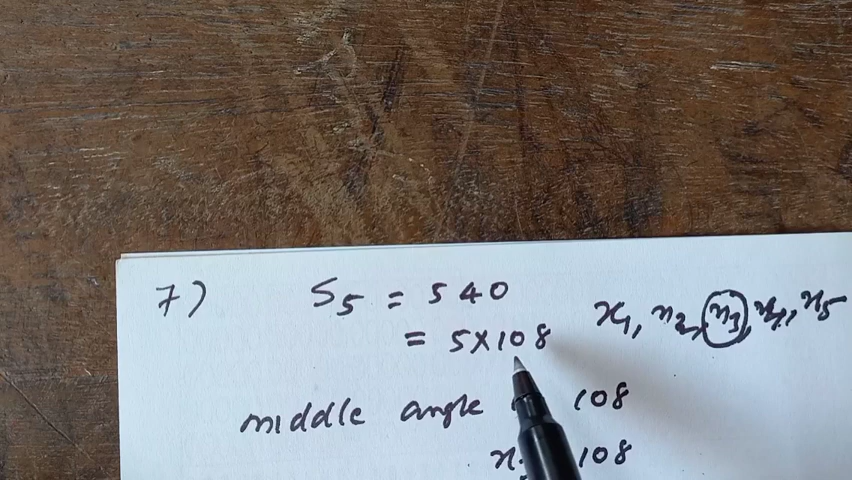 7) S5 = 540
= 5×108 x1, x2, x3, x4, x5
middle angle 108
x 108